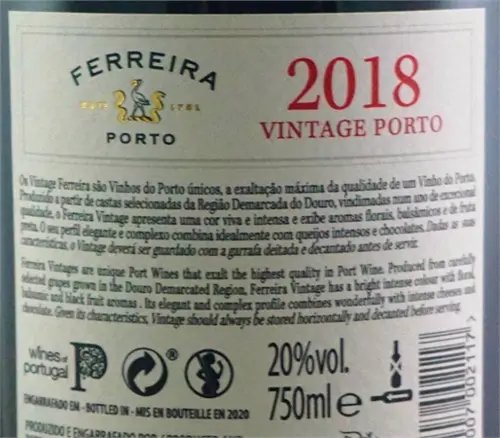 FERREIRA
PORTO
2018
VINTAGE PORTO
Os Vintage Ferreira são Vinhos do Porto únicos, a exaltação máxima da qualidade de um Vinho do Porto.
Produzido a partir de castas selecionadas da Região Demarcada do Douro, vindimadas num ano de excecional
qualidade, o Ferreira Vintage apresenta uma cor viva e intensa e exibe aromas florais, balsâmicos e de fruta
preta. O seu perfil elegante e complexo combina idealmente com queijos intensos e chocolates. Dadas as suas
características, o Vintage deverá ser guardado com a garrafa deitada e decantado antes de servir.
Ferreira Vintages are unique Port Wines that exalt the highest quality in Port Wine. Produced from carefully
selected grapes grown in the Douro Demarcated Region, Ferreira Vintage has a bright intense colour with floral,
balsamic and black fruit aromas . Its elegant and complex profile combines wonderfully with intense cheeses and
chocolate. Given its characteristics, Vintage should always be stored horizontally and decanted before serving.
wines of
portugal
20%vol.
750ml e
ENGARRAFADO EM - BOTTLED IN - MIS EN BOUTEILLE EN 2020
PRODUZIDO E
007 002117